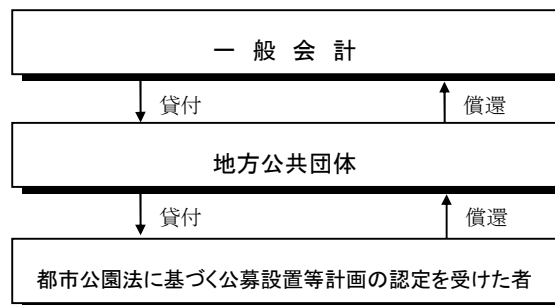 一 般 会 計
貸付
償還
地方公共団体
貸付
償還
都市公園法に基づく公募設置等計画の認定を受けた者